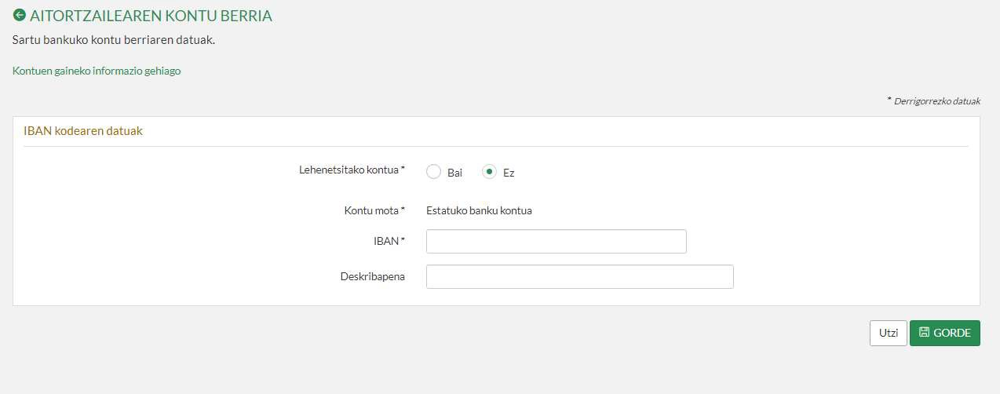 AITORTZAILEAREN KONTU BERRIA
Sartu bankuko kontu berriaren datuak.
Kontuen gaineko informazio gehiago
* Derrigorrezko datuak
IBAN kodearen datuak
Lehenetsitako kontua * Bai Ez
Kontu mota * Estatuko banku kontua
IBAN *
Deskribapena
Utzi GORDE